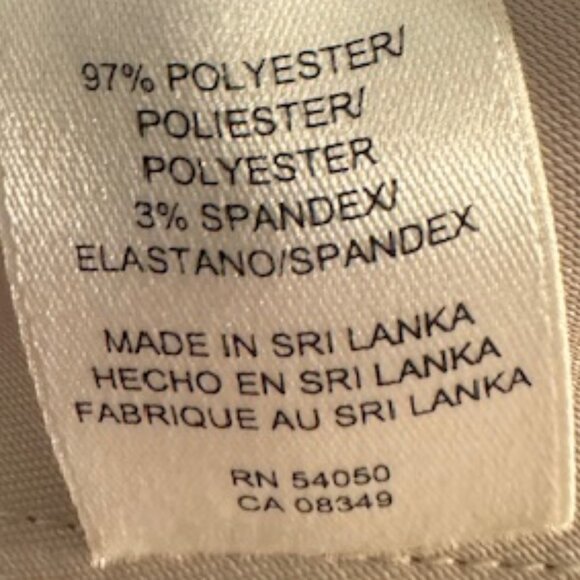 97% POLYESTER/
POLIESTER/
POLYESTER
3% SPANDEX/
ELASTANO/SPANDEX
MADE IN SRI LANKA
HECHO EN SRI LANKA
FABRIQUE AU SRI LANKA
RN 54050
CA 08349